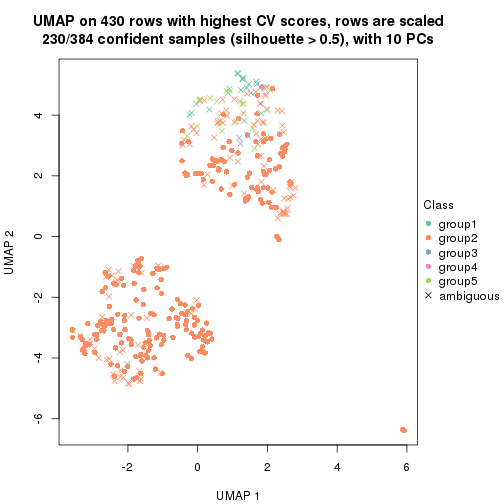 UMAP on 430 rows with highest CV scores, rows are scaled
230/384 confident samples (silhouette > 0.5), with 10 PCs
4
2
0
-2
-4
-6
UMAP 2
-2
0
2
4
6
UMAP 1
Class
group1
group2
group3
group4
group5
ambiguous